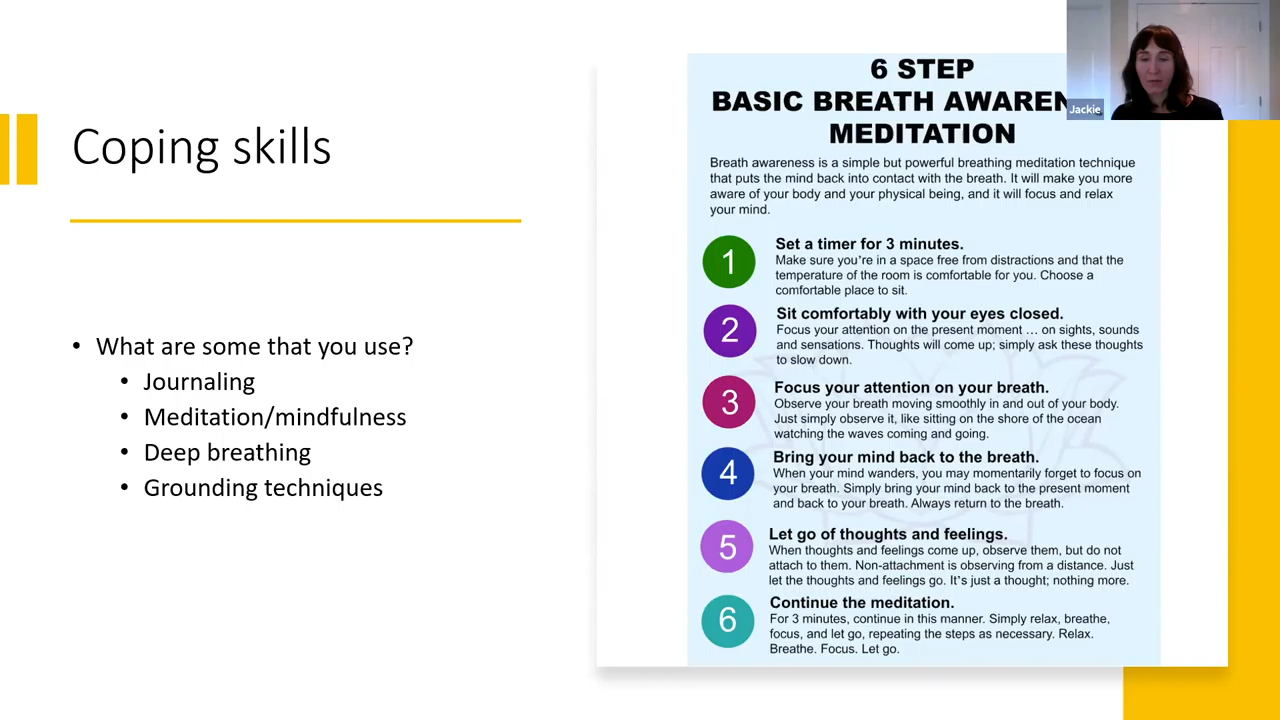 Coping skills
• What are some that you use?
• Journaling
• Meditation/mindfulness
• Deep breathing
• Grounding techniques
6 STEP
BASIC BREATH
MEDITATION
Breath awareness is a simple but powerful breathing meditation technique
that puts the mind back into contact with the breath. It will make you more
aware of your body and your physical being, and it will focus and relax
your mind.
1
Set a timer for 3 minutes.
Make sure you're in a space free from distractions and that the
temperature of the room is comfortable for you. Choose a
comfortable place to sit.
2
Sit comfortably with your eyes closed.
Focus your attention on the present moment … on sights, sounds
and sensations. Thoughts will come up; simply ask these thoughts
to slow down.
3
Focus your attention on your breath.
Observe your breath moving smoothly in and out of your body.
Just simply observe it, like sitting on the shore of the ocean
watching the waves coming and going.
4
Bring your mind back to the breath.
When your mind wanders, you may momentarily forget to focus on
your breath. Simply bring your mind back to the present moment
and back to your breath. Always return to the breath.
5
Let go of thoughts and feelings.
When thoughts and feelings come up, observe them, but do not
attach to them. Non-attachment is observing from a distance. Just
let the thoughts and feelings go. It's just a thought; nothing more.
6
Continue the meditation.
For 3 minutes, continue in this manner. Simply relax, breathe,
focus, and let go, repeating the steps as necessary. Relax.
Breathe. Focus. Let go.
Jackie